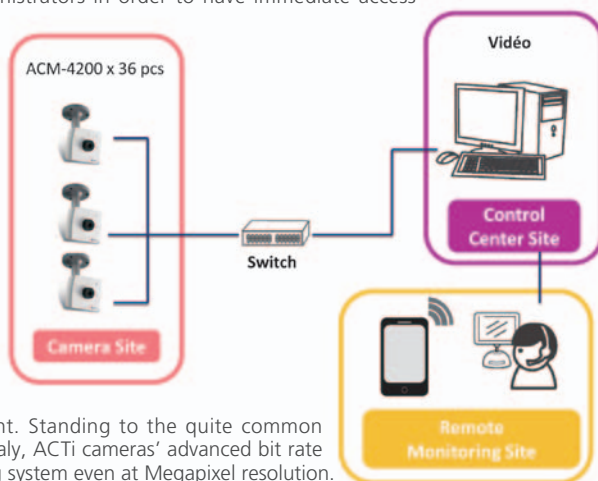 nistrators in order to have immediate access
ACM-4200 x 36 pcs
Camera Site
Switch
Vidéo
Control
Center Site
Remote
Monitoring Site
nt. Standing to the quite common
aly, ACTi cameras' advanced bit rate
g system even at Megapixel resolution.